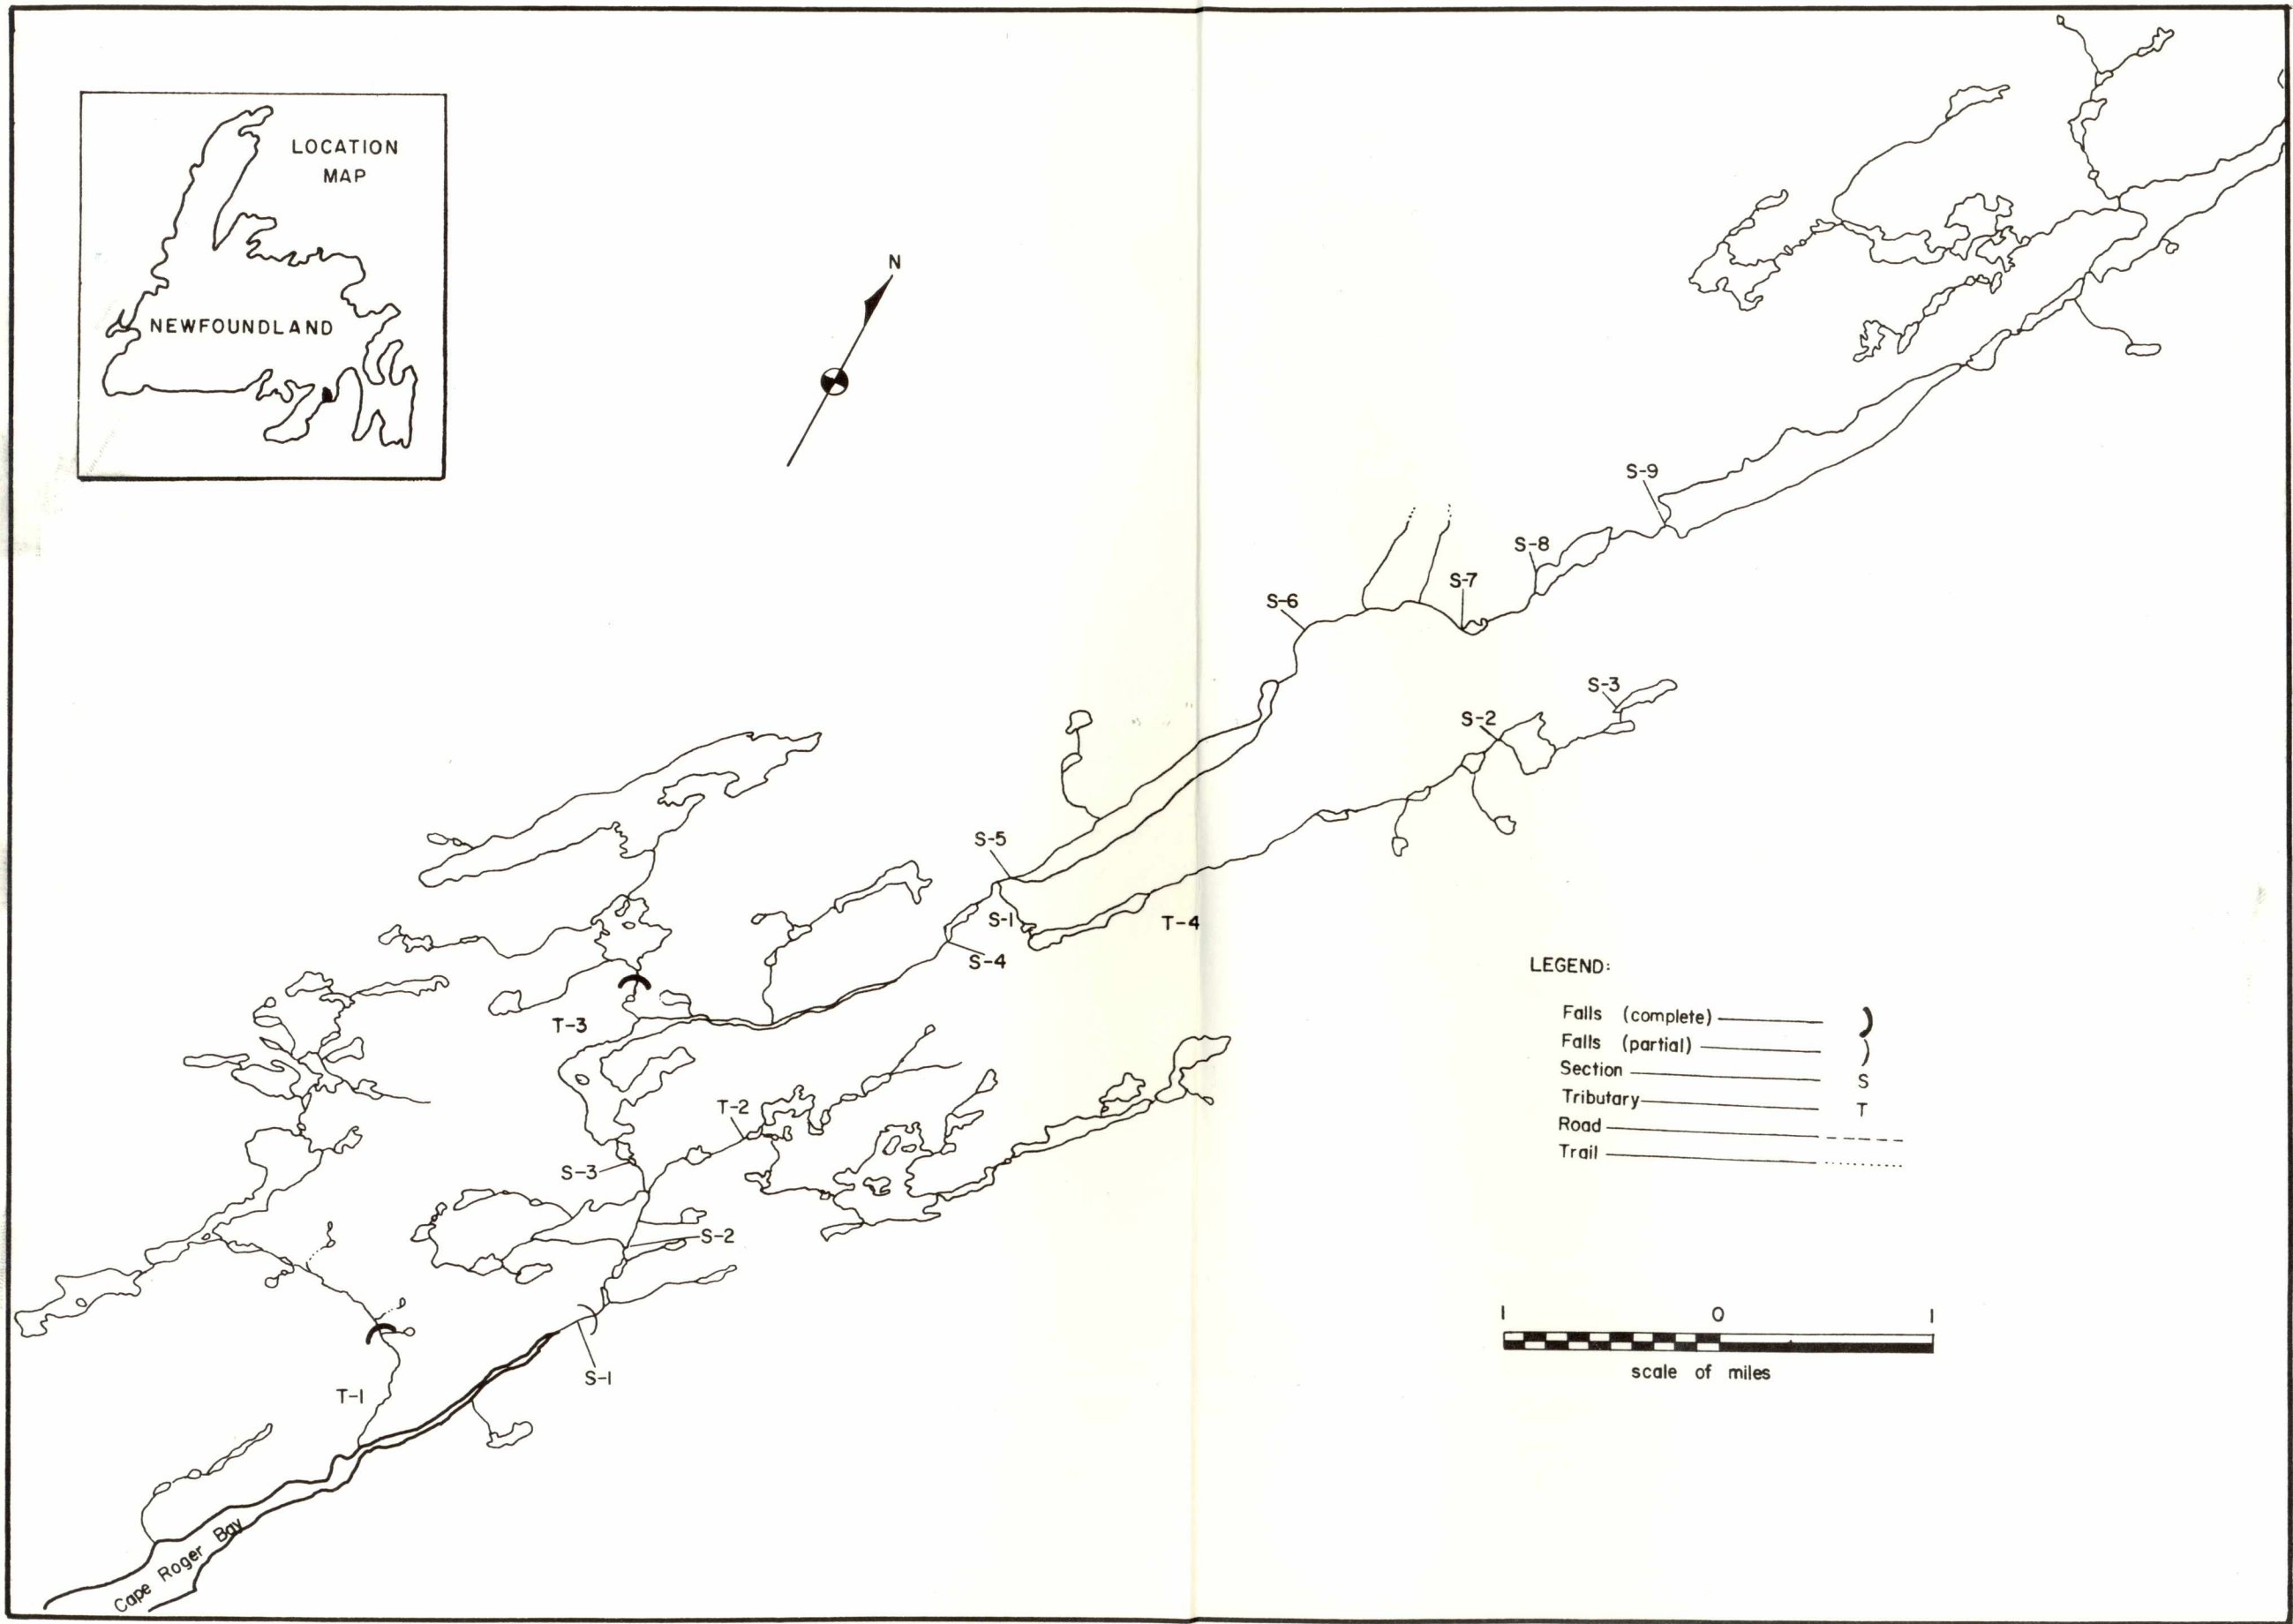 LOCATION
MAP
NEWFOUNDLAND
N
S-9
S-8
S-7
S-6
S-3
S-2
S-5
S-1
T-4
S-4
T-3
T-2
S-3
S-2
S-1
T-1
Cape Roger Bay
LEGEND:
Falls (complete) )
Falls (partial) )
Section S
Tributary T
Road
Trail
1 0 1
scale of miles